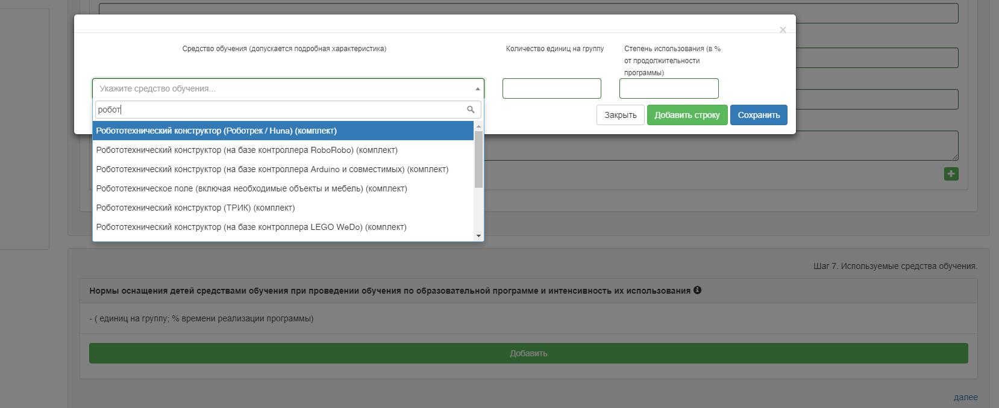 ×
Средство обучения (допускается подробная характеристика)
Количество единиц на группу
Степень использования (в %
от продолжительности
программы)
Укажите средство обучения...
робот
Робототехнический конструктор (Роботрек / Huna) (комплект)
Робототехнический конструктор (на базе контроллера RoboRobo) (комплект)
Робототехнический конструктор (на базе контроллера Arduino и совместимых) (комплект)
Робототехническое поле (включая необходимые объекты и мебель) (комплект)
Робототехнический конструктор (ТРИК) (комплект)
Робототехнический конструктор (на базе контроллера LEGO WeDo) (комплект)
Закрыть
Добавить строку
Сохранить
Шаг 7. Используемые средства обучения.
Нормы оснащения детей средствами обучения при проведении обучения по образовательной программе и интенсивность их использования
- ( единиц на группу; % времени реализации программы)
Добавить
далее